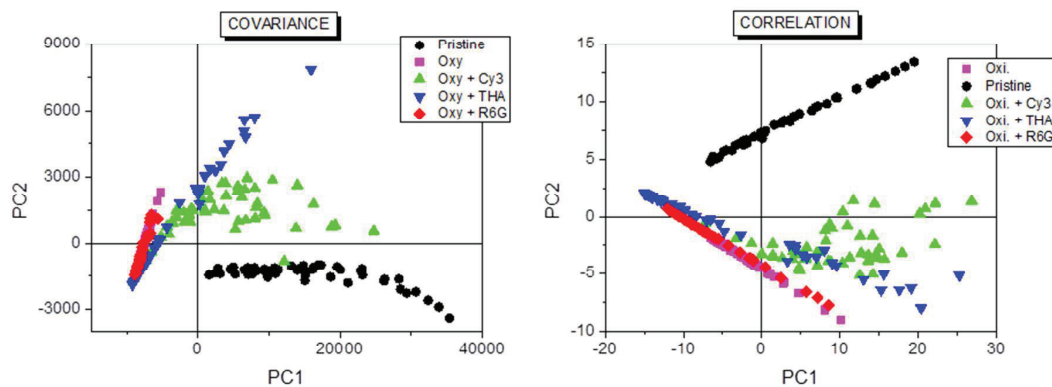 COVARIANCE
9000
6000
3000
0
-3000
PC2
0
20000
40000
PC1
Pristine
Oxy
Oxy + Cy3
Oxy + THA
Oxy + R6G
CORRELATION
15
10
5
0
-5
-10
PC2
-20
-10
0
10
20
30
PC1
Oxi.
Pristine
Oxi. + Cy3
Oxi. + THA
Oxi. + R6G